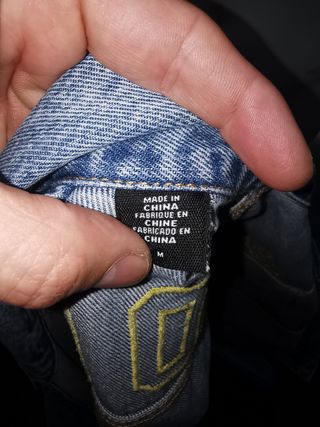 MADE IN
CHINA
FABRIQUE EN
CHINE
FABRICADO EN
CHINA
M